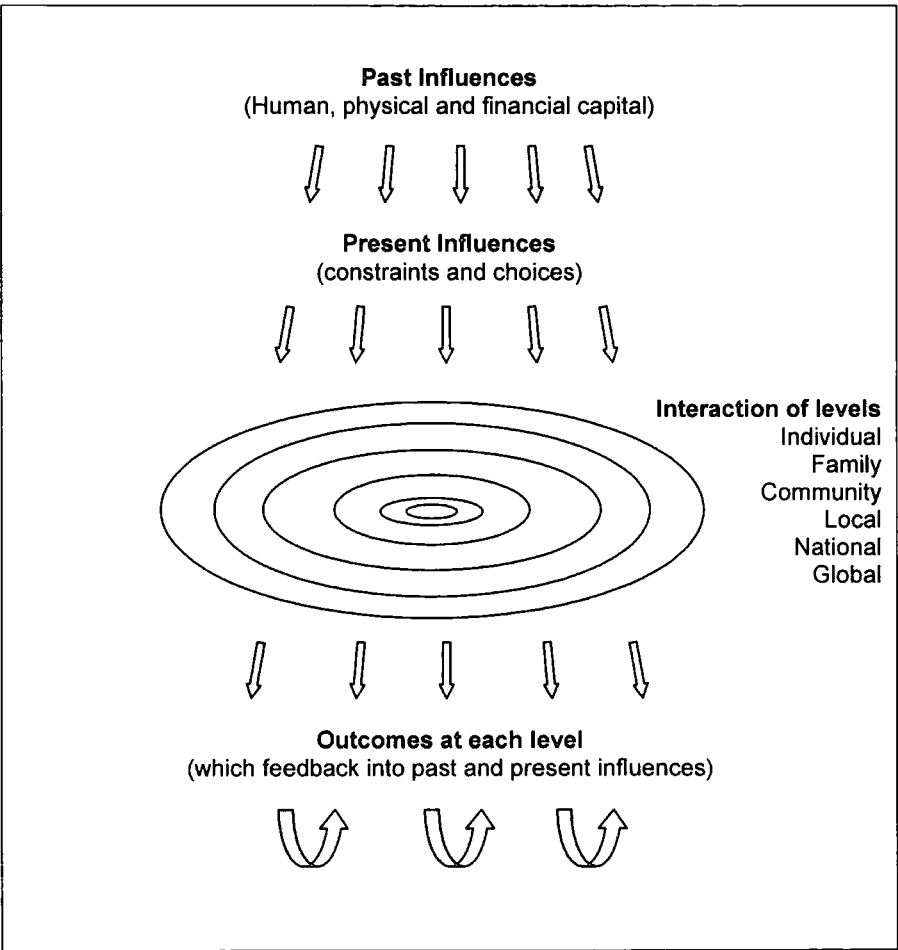 Past Influences
(Human, physical and financial capital)
Present Influences
(constraints and choices)
Interaction of levels
Individual
Family
Community
Local
National
Global
Outcomes at each level
(which feedback into past and present influences)